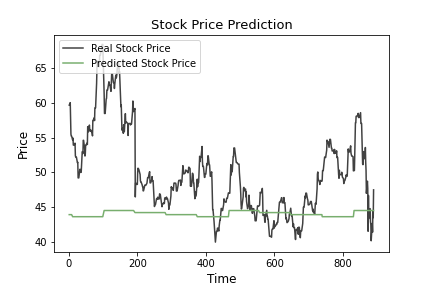 Stock Price Prediction
Real Stock Price
Predicted Stock Price
Price
65
60
55
50
45
40
0 200 400 600 800
Time